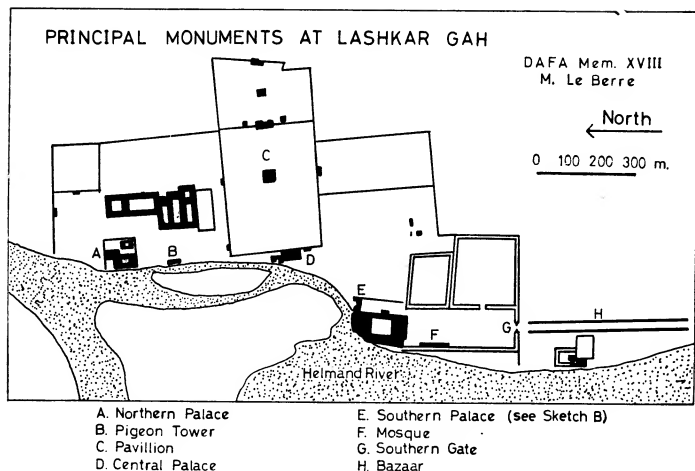 PRINCIPAL MONUMENTS AT LASHKAR GAH
DAFA Mem. XVIII
M. Le Berre
North
0 100 200 300 m.
C
A
B
D
E
F
G
H
Helmand River
A. Northern Palace
B. Pigeon Tower
C. Pavillion
D. Central Palace
E. Southern Palace (see Sketch B)
F. Mosque
G. Southern Gate
H. Bazaar